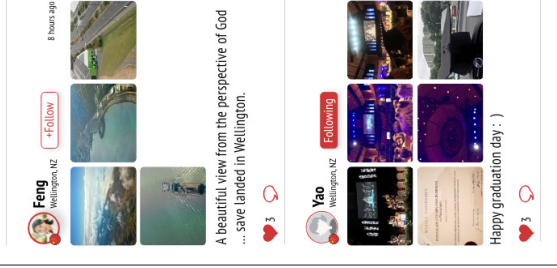 Feng
Wellington, NZ
+Follow
8 hours ago
A beautiful view from the perspective of God
... save landed in Wellington.
3
Yao
Wellington, NZ
Following
Happy graduation day : )
3